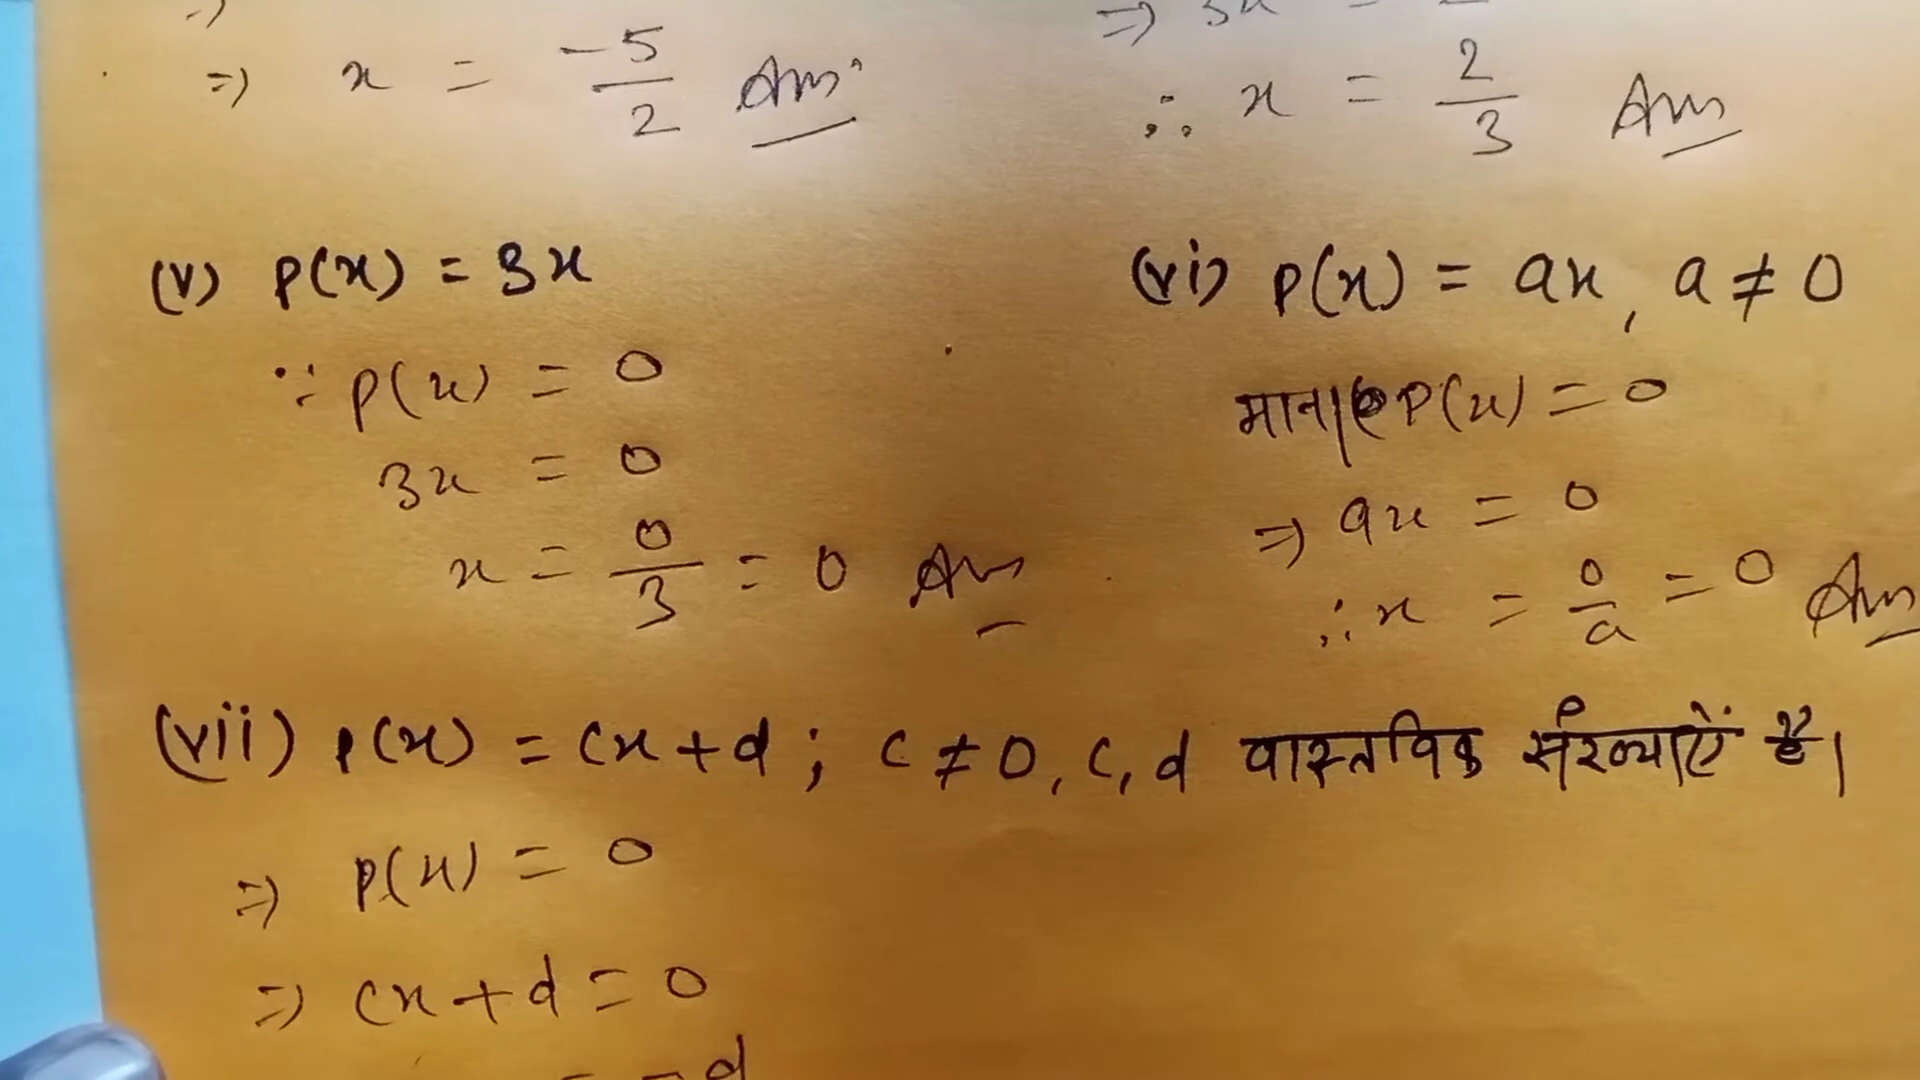 ⇒ x = -5/2 Ans.
⇒ 3x =
∴ x = 2/3 Ans
(v) P(x) = 3x
∵ P(x) = 0
3x = 0
x = 0/3 = 0 Ans
(vi) P(x) = ax, a ≠ 0
माना P(x) = 0
⇒ ax = 0
∴ x = 0/a = 0 Ans
(vii) P(x) = cx + d ; c ≠ 0, c, d वास्तविक संख्याऐं है।
⇒ P(x) = 0
⇒ cx + d = 0
= -d